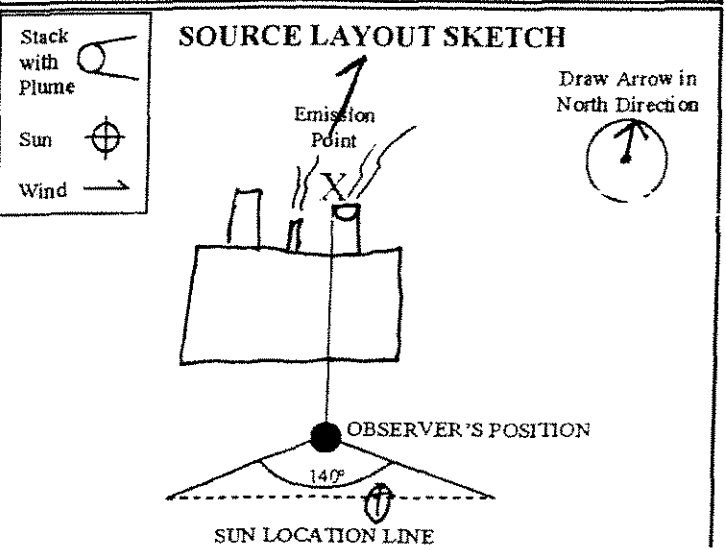 SOURCE LAYOUT SKETCH
Stack
with
Plume
Sun
Wind
Emission
Point
X
Draw Arrow in
North Direction
OBSERVER'S POSITION
140°
SUN LOCATION LINE